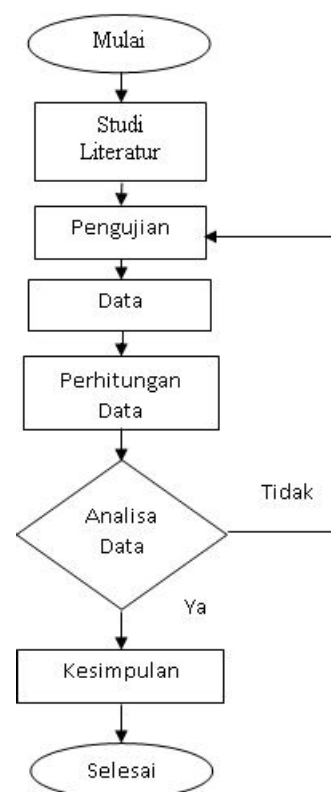 Mulai
Studi
Literatur
Pengujian
Data
Perhitungan
Data
Analisa
Data
Tidak
Ya
Kesimpulan
Selesai